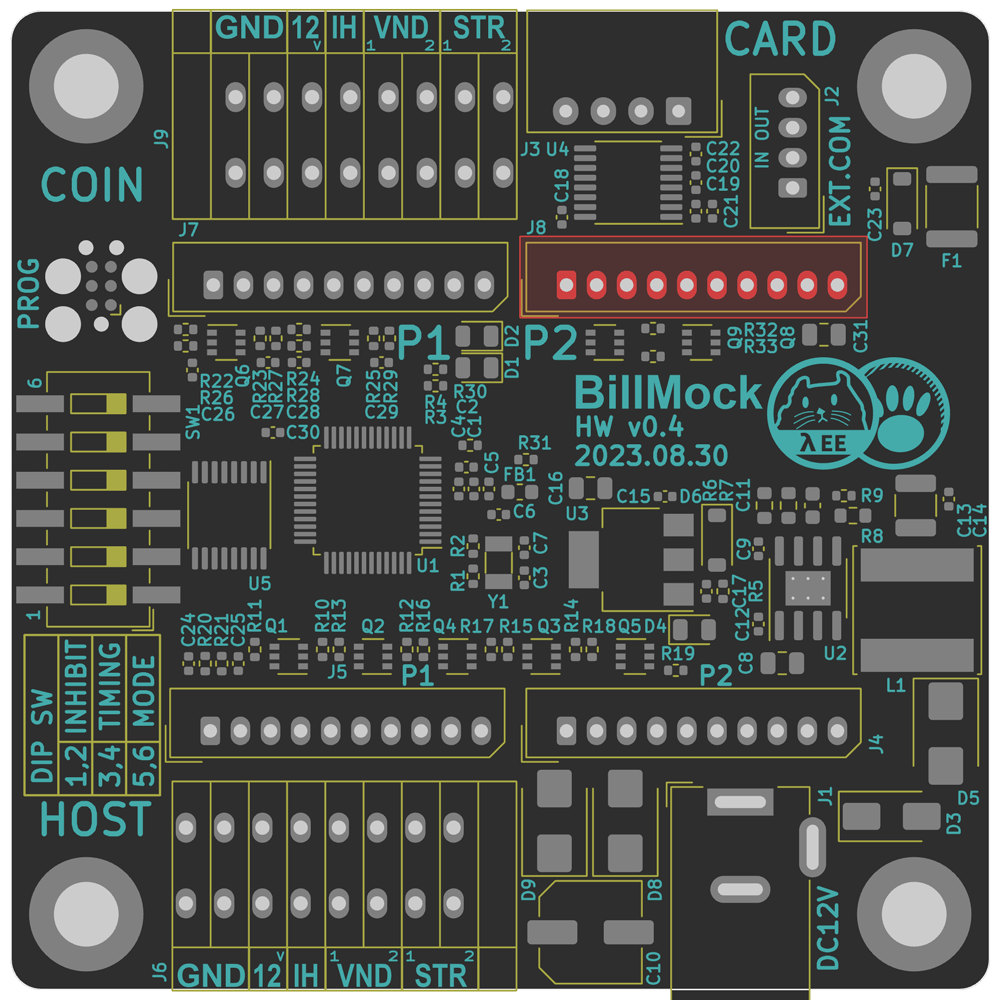 GND 12V IH VND STR
1 2 1 2
CARD
J9
J2
IN OUT
EXT.COM
COIN
J3 U4
C22
C20
C19
C18
C21
C23
D7
F1
J7
J8
PROG
P1
D2
D1
P2
Q9
R32
R33
Q8
C31
6
SW1
R22
R26
C26
Q6
R23
R27
C27
R24
R28
C28
Q7
R25
R29
C29
R4
R3
R30
C2
C1
C4
C30
BillMock
HW v0.4
2023.08.30
λEE
R31
C5
FB1
C6
C16
U3
C15
D6
R6
R7
C11
R9
R8
C13
C14
U5
U1
R2
R1
C7
C3
Y1
C9
C17
C12
R5
U2
C8
L1
1
C24
R20
R21
C25
R11
Q1
R10
R13
Q2
R12
R16
Q4
R17
R15
Q3
R14
R18
Q5
D4
R19
J5
P1
P2
J4
DIP SW
1,2 INHIBIT
3,4 TIMING
5,6 MODE
HOST
J1
D5
D3
D9
D8
C10
DC12V
J6
1 2 1 2
GND 12V IH VND STR